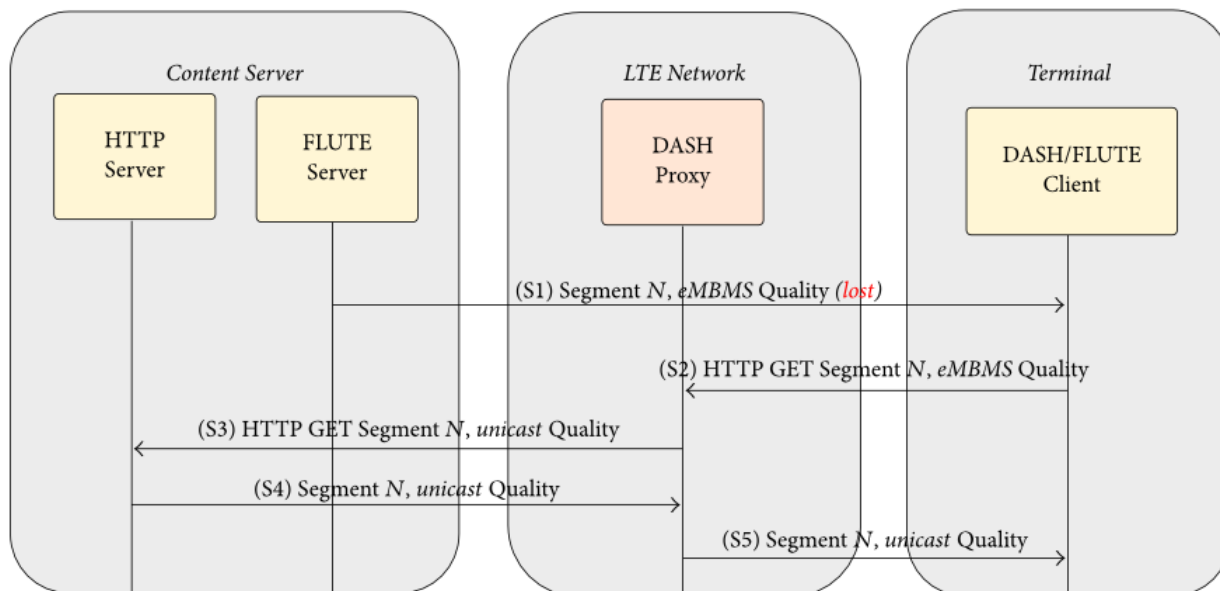 Content Server
LTE Network
Terminal
HTTP
Server
FLUTE
Server
DASH
Proxy
DASH/FLUTE
Client
(S1) Segment N, eMBMS Quality (lost)
(S2) HTTP GET Segment N, eMBMS Quality
(S3) HTTP GET Segment N, unicast Quality
(S4) Segment N, unicast Quality
(S5) Segment N, unicast Quality